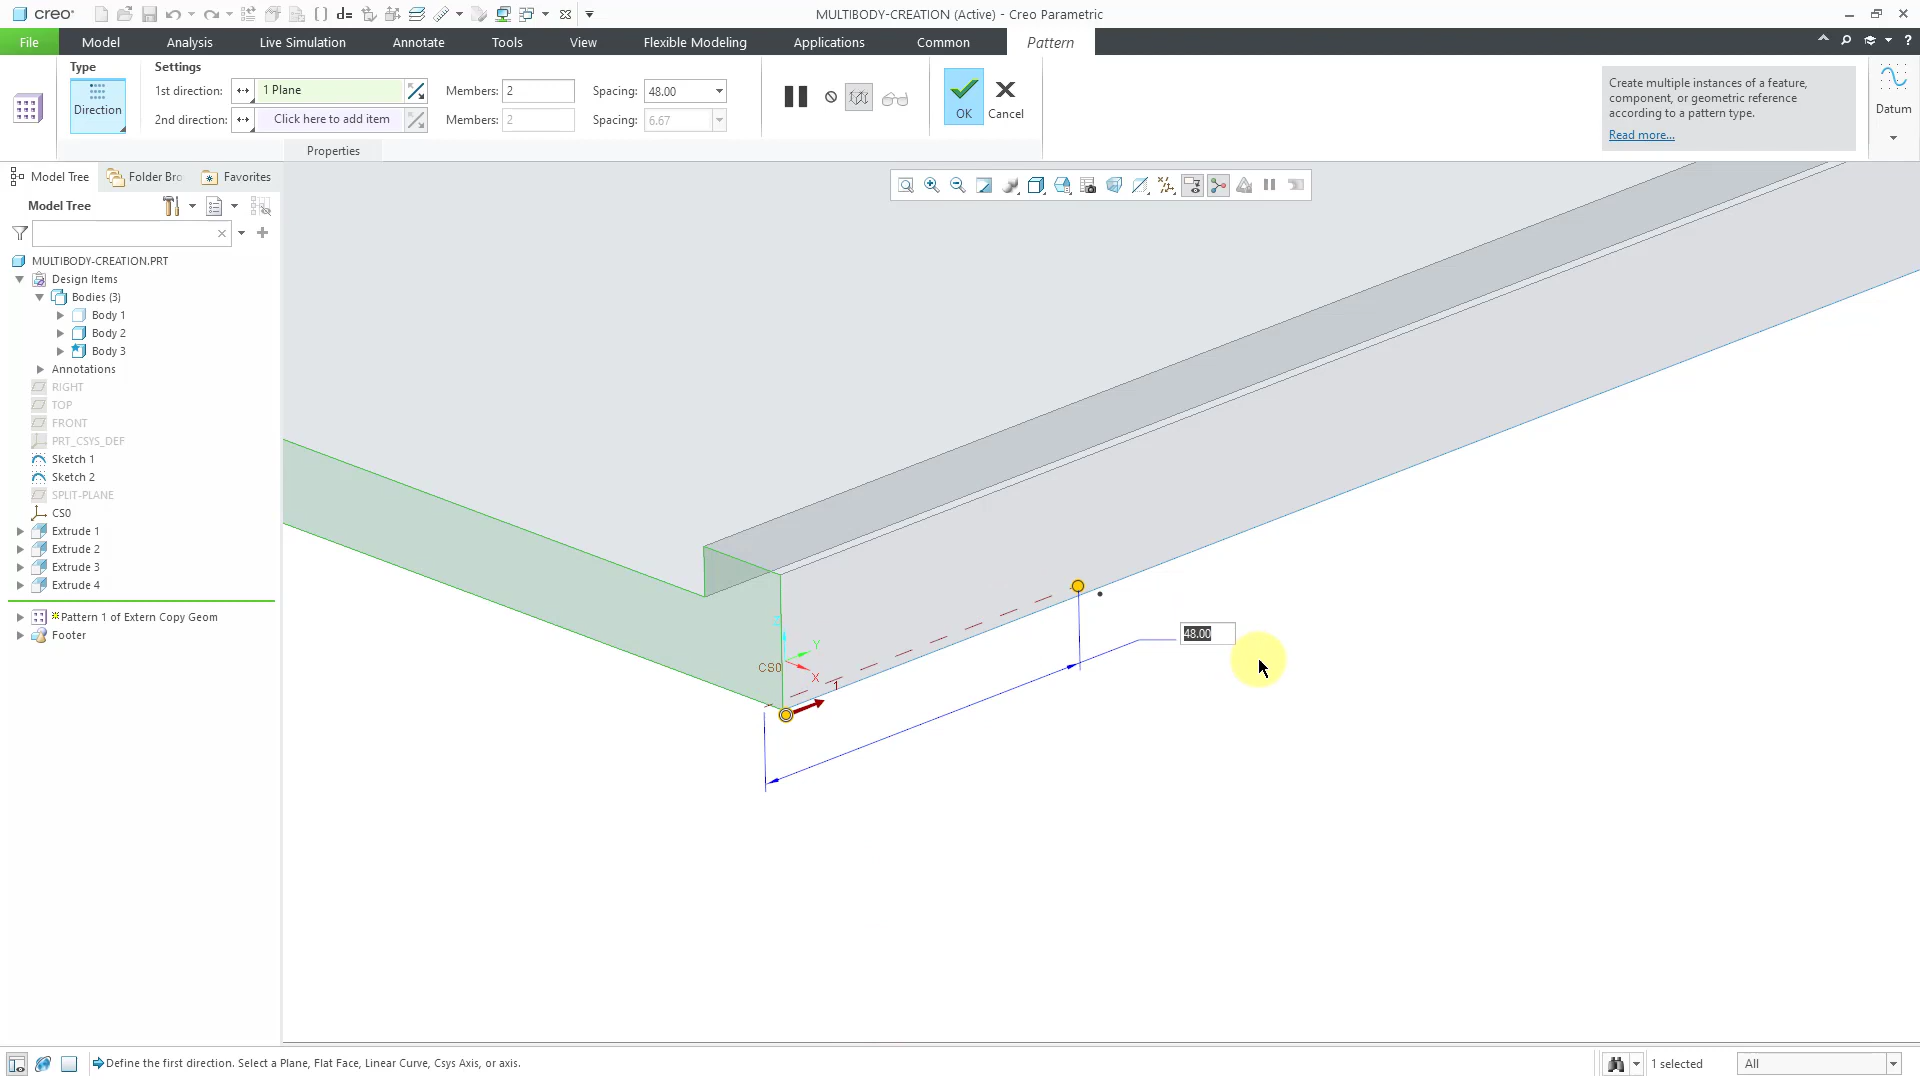 creo
MULTIBODY-CREATION (Active) - Creo Parametric
File Model Analysis Live Simulation Annotate Tools View Flexible Modeling Applications Common Pattern
Type Settings
1st direction: 1 Plane Members: 2 Spacing: 48.00
Direction
2nd direction: Click here to add item Members: 2 Spacing: 6.67
OK Cancel
Properties
Create multiple instances of a feature,
component, or geometric reference
according to a pattern type.
Read more...
Datum
Model Tree Folder Bro Favorites
Model Tree
MULTIBODY-CREATION.PRT
Design Items
Bodies (3)
Body 1
Body 2
Body 3
Annotations
RIGHT
TOP
FRONT
PRT_CSYS_DEF
Sketch 1
Sketch 2
SPLIT-PLANE
CS0
Extrude 1
Extrude 2
Extrude 3
Extrude 4
Pattern 1 of Extern Copy Geom
Footer
Z
Y
CS0
X
1
48.00
Define the first direction. Select a Plane, Flat Face, Linear Curve, Csys Axis, or axis.
1 selected All